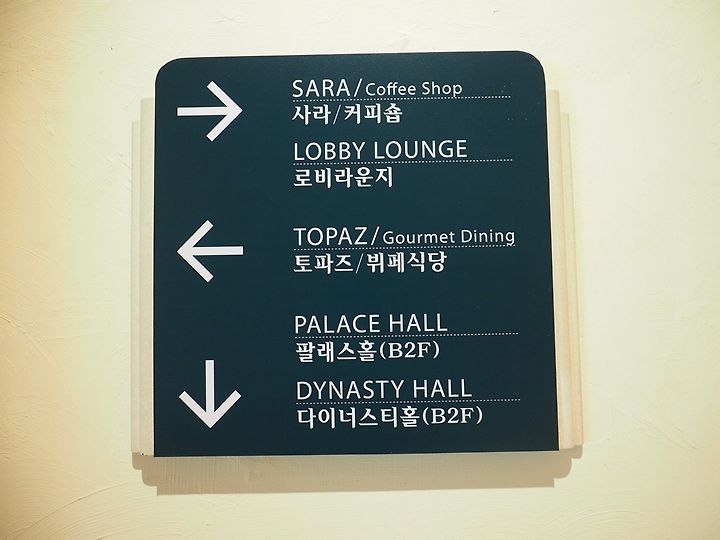 SARA/Coffee Shop
사라/커피숍
LOBBY LOUNGE
로비라운지
TOPAZ/Gourmet Dining
토파즈/뷔페식당
PALACE HALL
팔래스홀(B2F)
DYNASTY HALL
다이너스티홀(B2F)